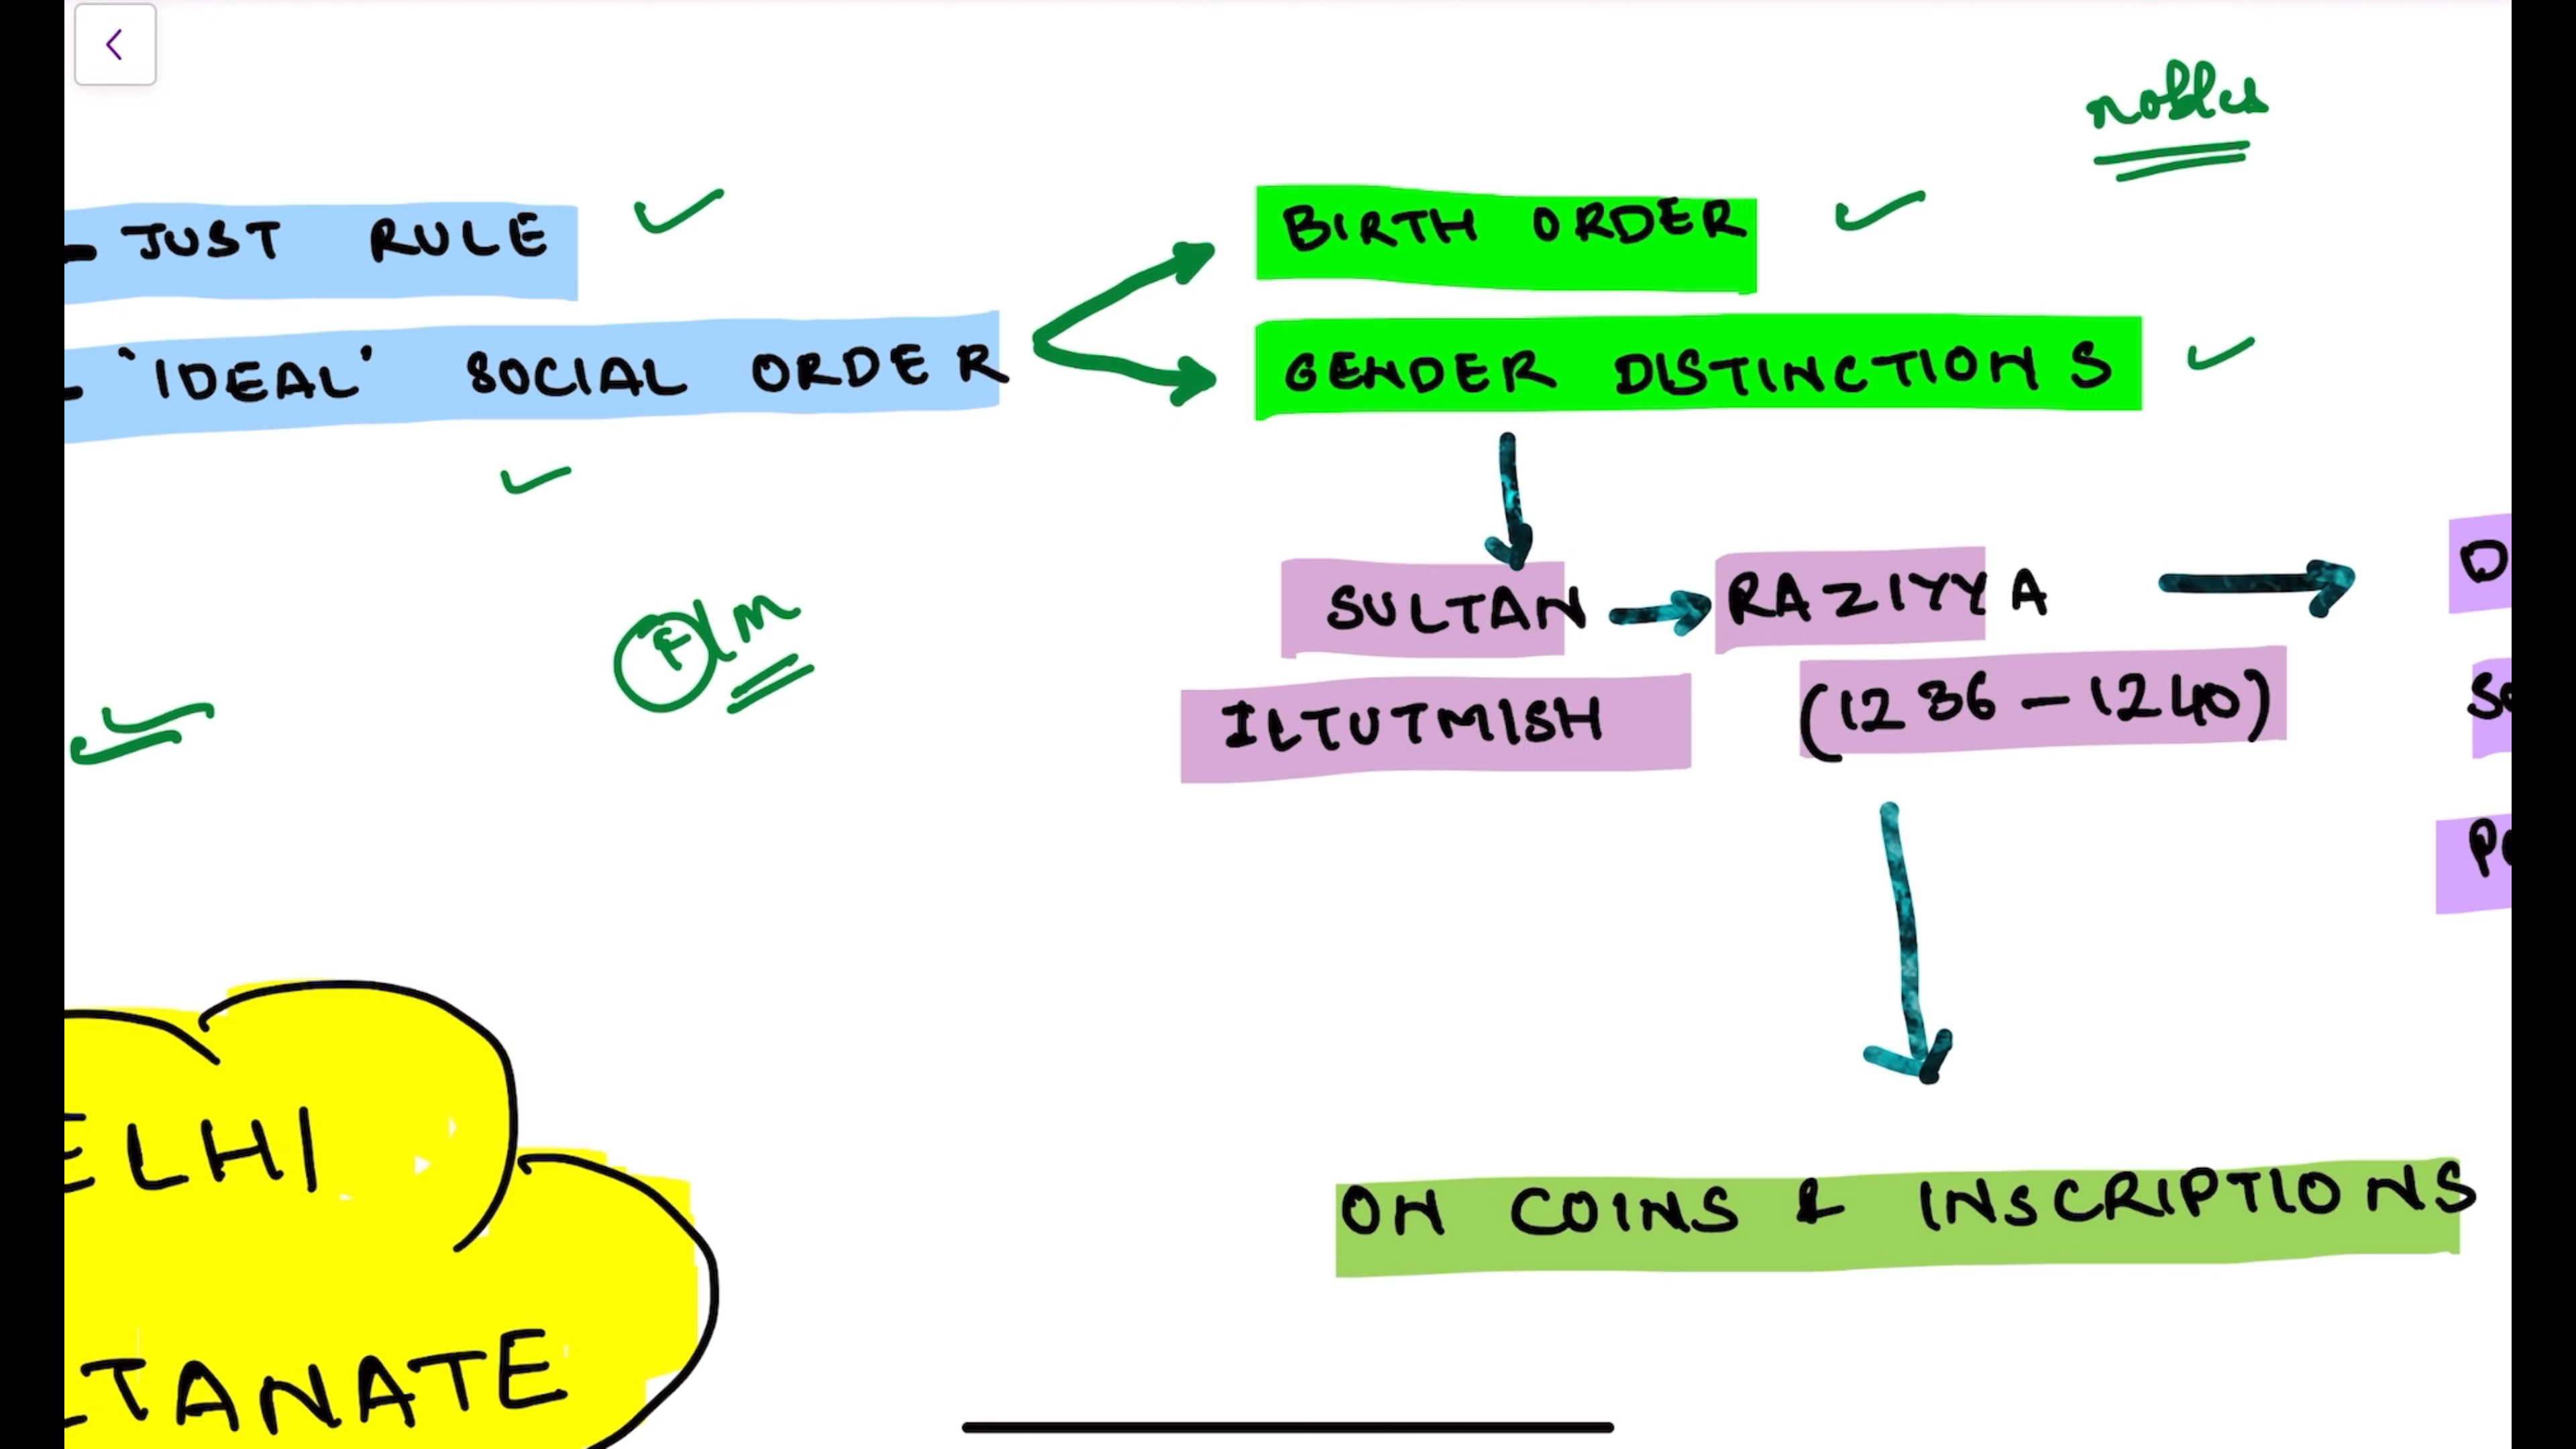 nobles
JUST RULE
BIRTH ORDER
'IDEAL' SOCIAL ORDER
GENDER DISTINCTIONS
SULTAN RAZIYYA
F/M
ILTUTMISH (1236-1240)
ELHI
ON COINS & INSCRIPTIONS
TANATE